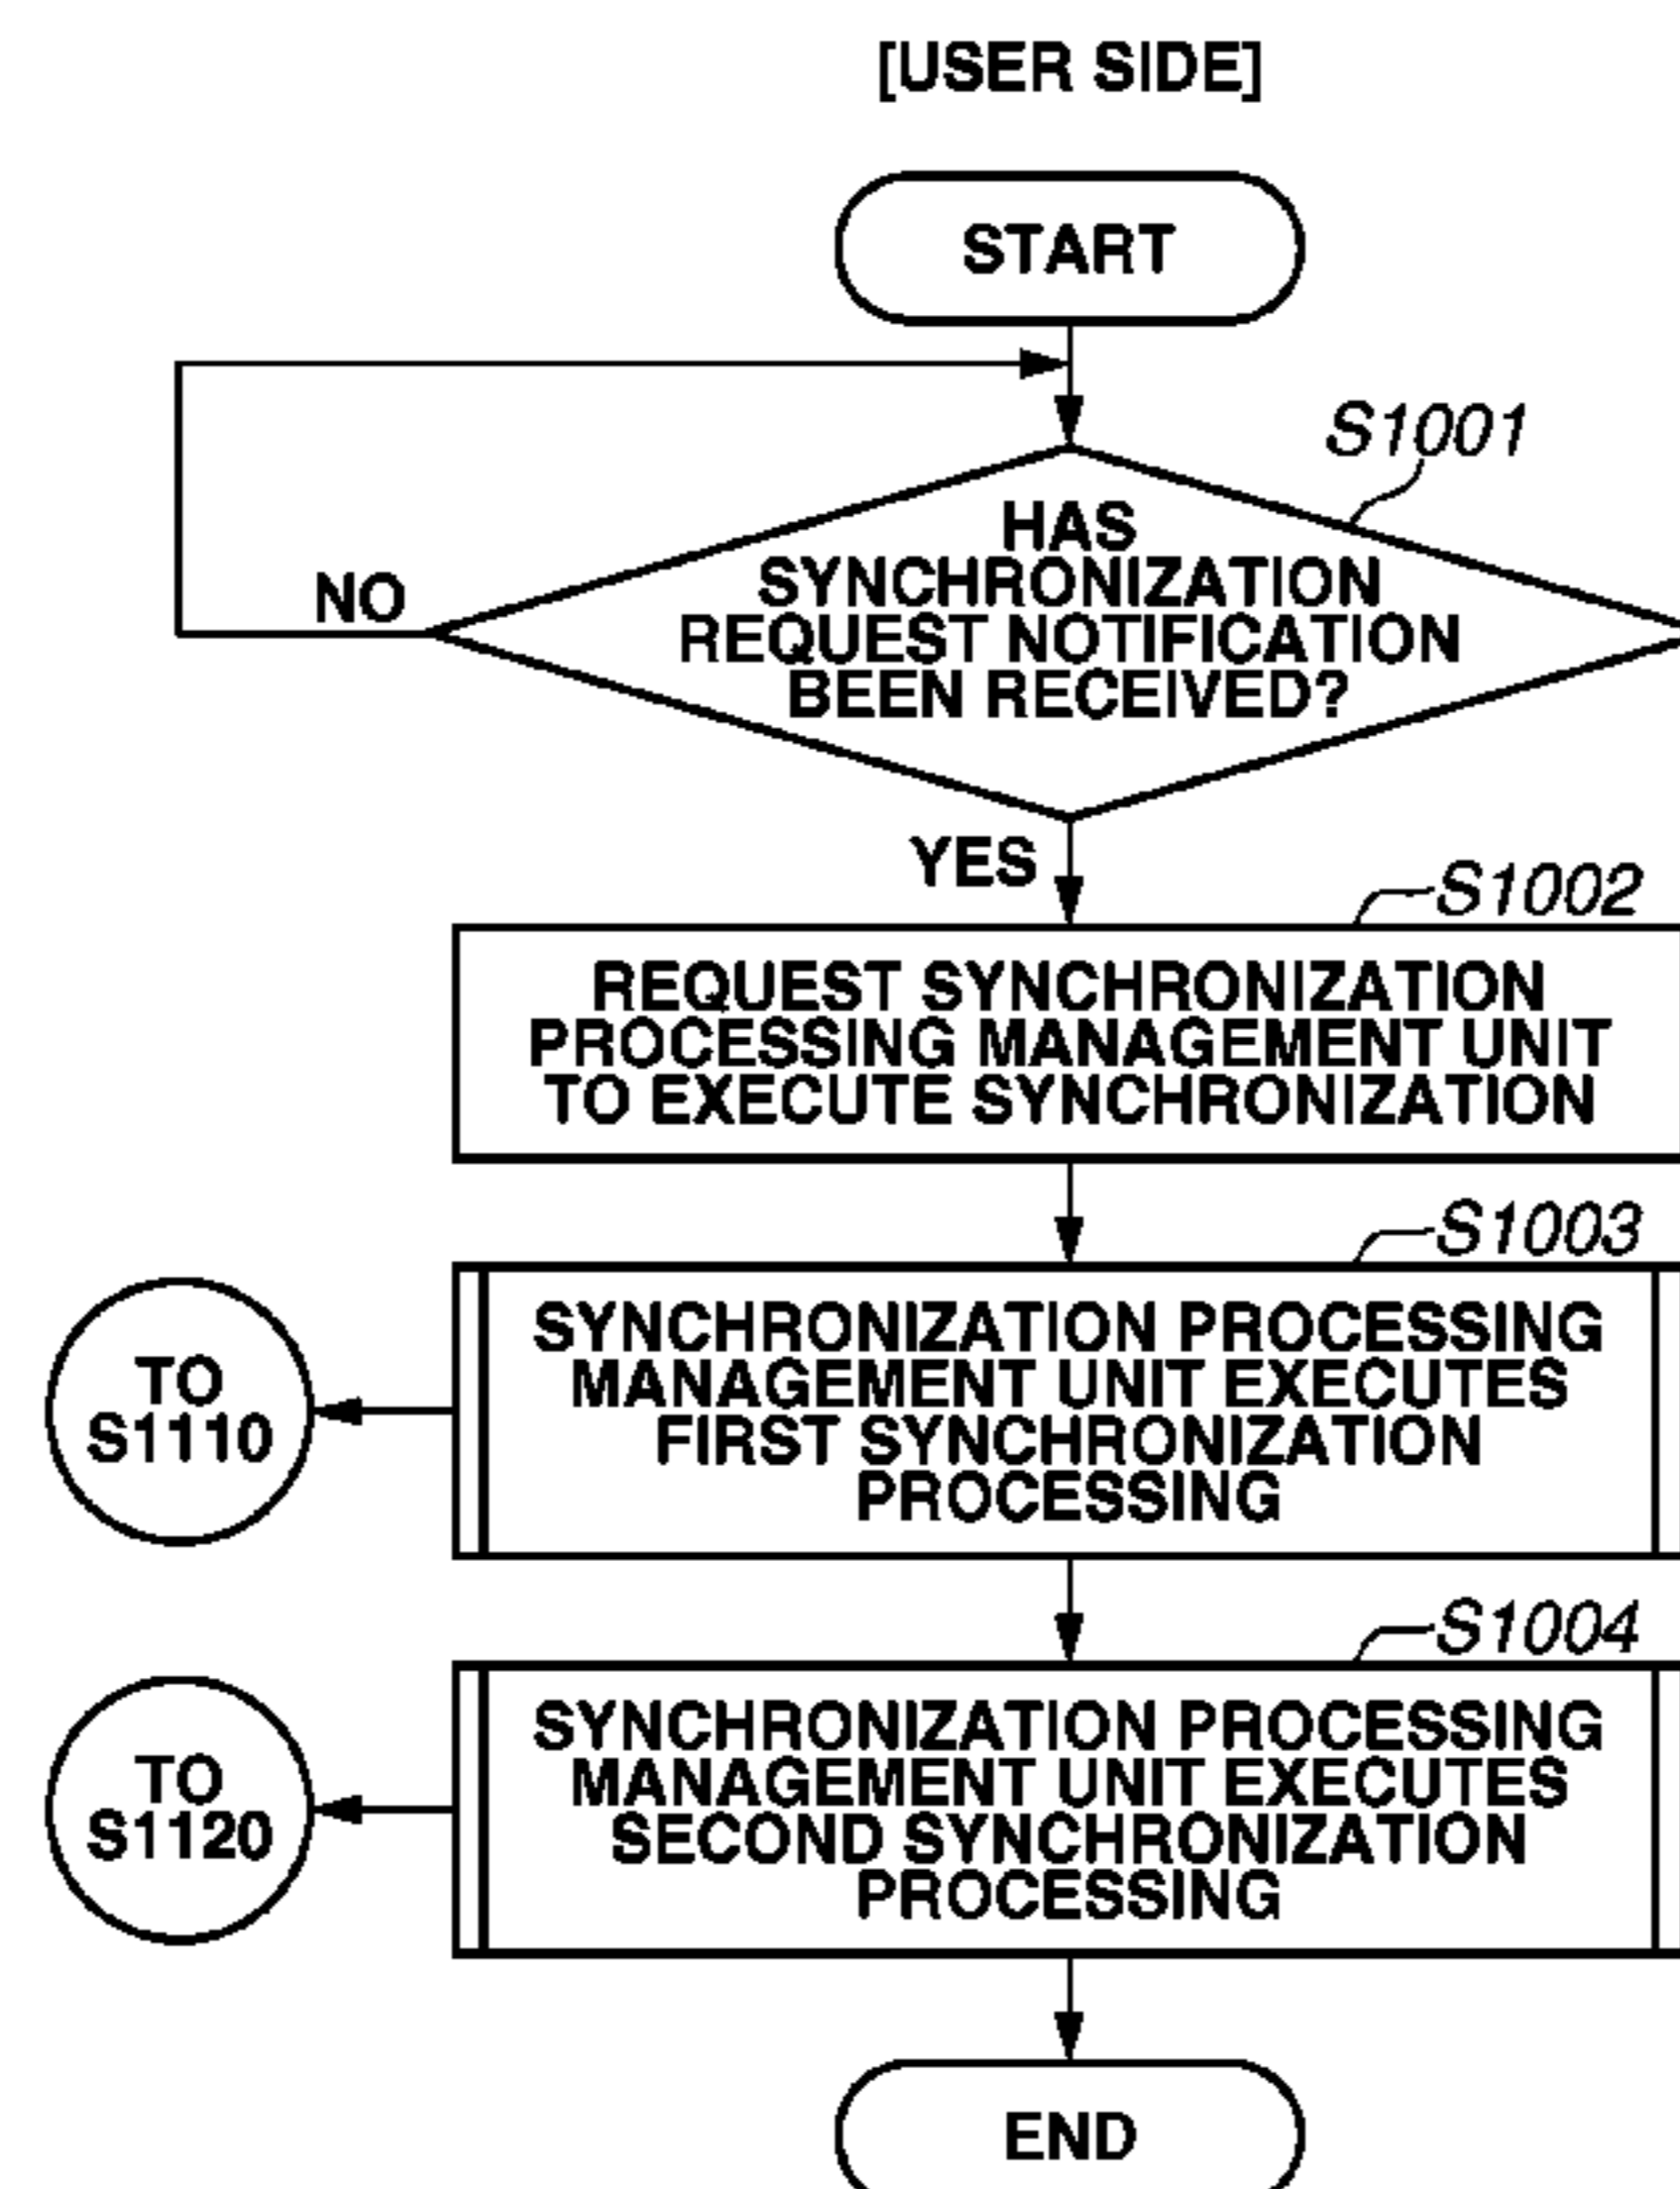 [USER SIDE]
START
S1001
HAS
SYNCHRONIZATION
REQUEST NOTIFICATION
BEEN RECEIVED?
NO
YES
S1002
REQUEST SYNCHRONIZATION
PROCESSING MANAGEMENT UNIT
TO EXECUTE SYNCHRONIZATION
S1003
SYNCHRONIZATION PROCESSING
MANAGEMENT UNIT EXECUTES
FIRST SYNCHRONIZATION
PROCESSING
TO
S1110
S1004
SYNCHRONIZATION PROCESSING
MANAGEMENT UNIT EXECUTES
SECOND SYNCHRONIZATION
PROCESSING
TO
S1120
END